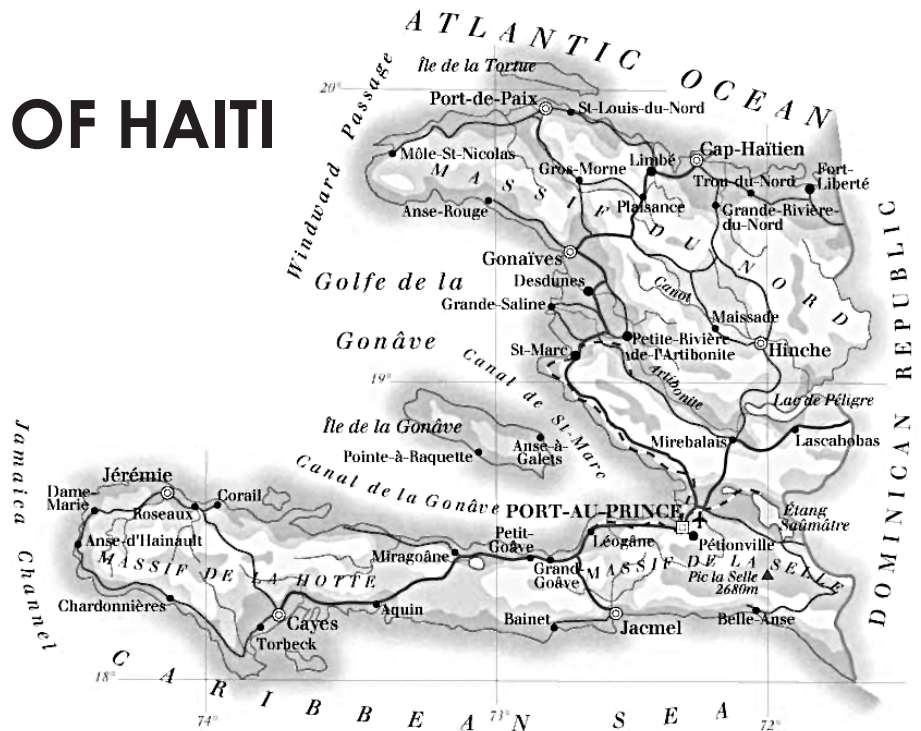 ATLANTIC OCEAN
OF HAITI
Île de la Tortue
20°
Port-de-Paix
St-Louis-du-Nord
Windward Passage
Môle-St-Nicolas
Limbé
Cap-Haïtien
Gros-Morne
Fort-
Liberté
Trou-du-Nord
MASSIF DU NORD
Anse-Rouge
Plaisance
Grande-Rivière-
du-Nord
Gonaïves
Golfe de la
Gonâve
Desdunes
Canot
Grande-Saline
Maissade
Petite-Rivière
de-l'Artibonite
Hinche
St-Marc
DOMINICAN REPUBLIC
Canal de St-Marc
Artibonite
19°
Lac de Péligre
Île de la Gonâve
Anse-à-
Galets
Mirebalais
Lascahobas
Pointe-à-Raquette
Jamaica Channel
Canal de la Gonâve
Jérémie
Dame-
Marie
Corail
Roseaux
PORT-AU-PRINCE
Étang
Saûmâtre
Anse-d'Hainault
Petit-
Goâve
Léogâne
Pétionville
Miragoâne
MASSIF DE LA HOTTE
Grand-
Goâve
MASSIF DE LA SELLE
Pic la Selle
2680m
Chardonnières
Cayes
Aquin
Bainet
Jacmel
Belle-Anse
Torbeck
18°
CARIBBEAN SEA
74°
73°
72°